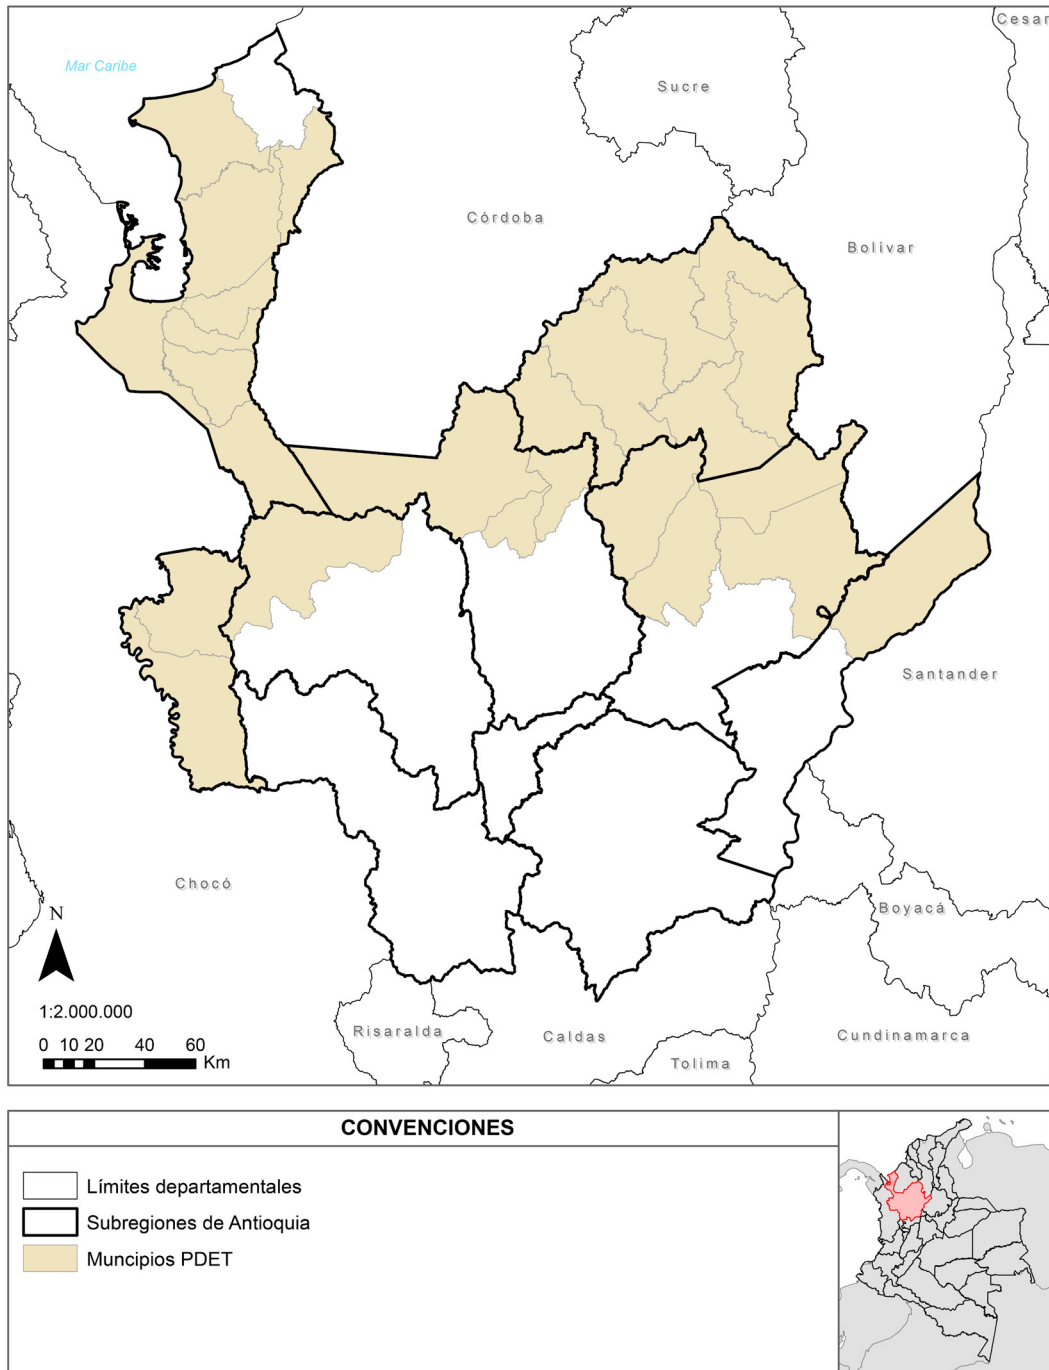 Cesar
Mar Caribe
Sucre
Córdoba
Bolívar
Santander
Chocó
Boyacá
N
1:2.000.000
Risaralda
Caldas
Cundinamarca
Tolima
0 10 20 40 60
Km
CONVENCIONES
Límites departamentales
Subregiones de Antioquia
Muncipios PDET